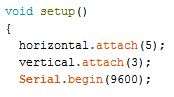 void setup()
{
  horizontal.attach(5);
  vertical.attach(3);
  Serial.begin(9600);